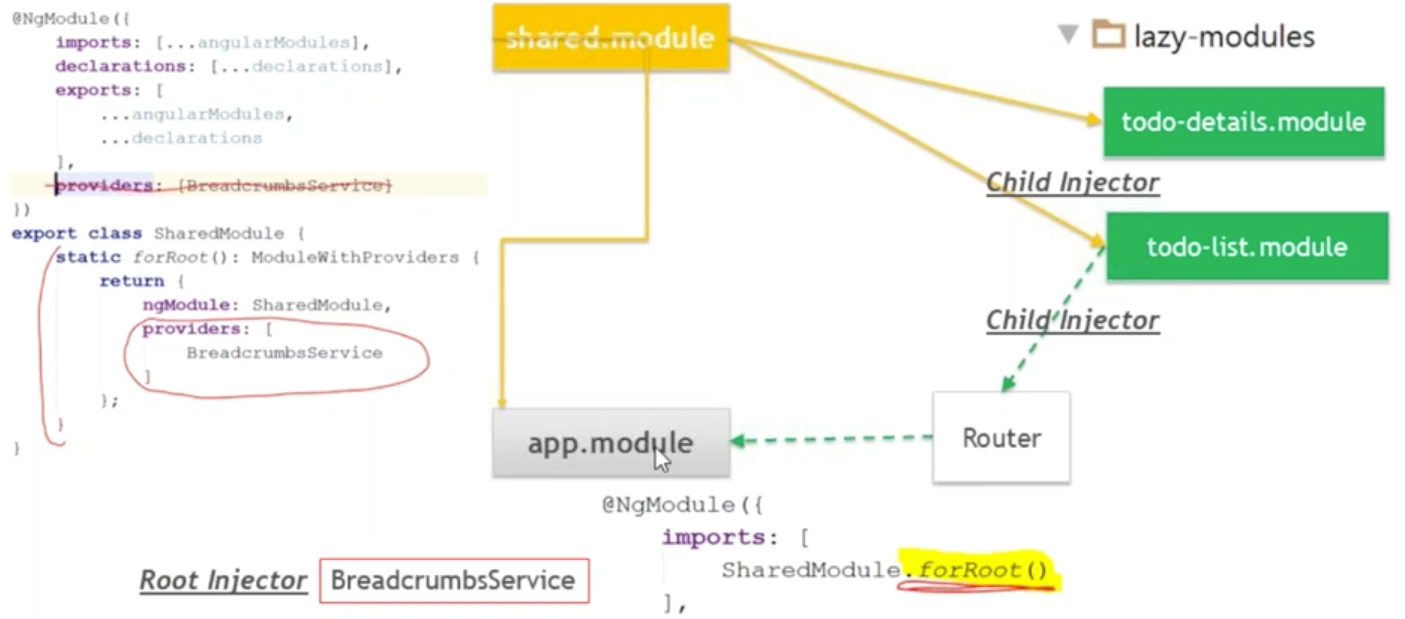 @NgModule({
    imports: [...angularModules],
    declarations: [...declarations],
    exports: [
        ...angularModules,
        ...declarations
    ],
    providers: [BreadcrumbsService]
})
export class SharedModule {
    static forRoot(): ModuleWithProviders {
        return {
            ngModule: SharedModule,
            providers: [
                BreadcrumbsService
            ]
        };
    }
}
shared.module
lazy-modules
todo-details.module
Child Injector
todo-list.module
Child Injector
Router
app.module
@NgModule({
    imports: [
        SharedModule.forRoot()
    ],
Root Injector
BreadcrumbsService